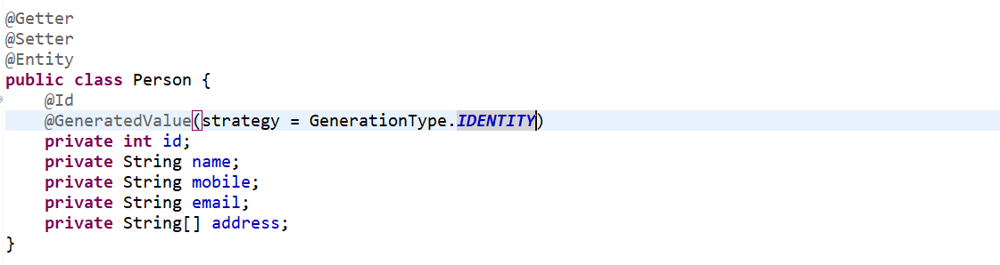 @Getter
@Setter
@Entity
public class Person {
    @Id
    @GeneratedValue(strategy = GenerationType.IDENTITY)
    private int id;
    private String name;
    private String mobile;
    private String email;
    private String[] address;
}